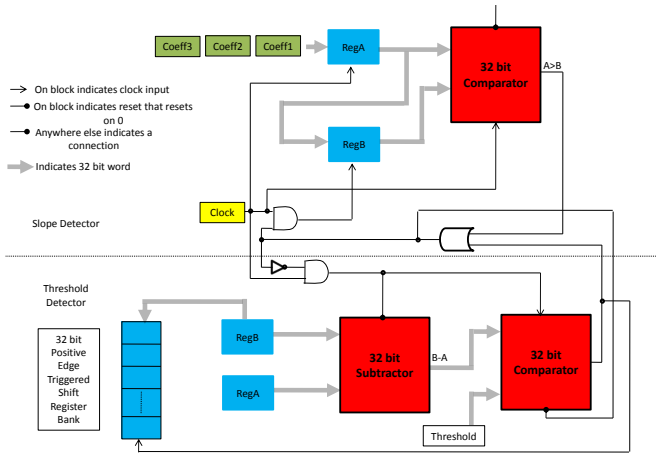 Coeff3 Coeff2 Coeff1
RegA
32 bit
Comparator
A>B
On block indicates clock input
On block indicates reset that resets
on 0
Anywhere else indicates a
connection
Indicates 32 bit word
RegB
Clock
Slope Detector
Threshold
Detector
32 bit
Positive
Edge
Triggered
Shift
Register
Bank
RegB
RegA
32 bit
Subtractor
B-A
32 bit
Comparator
Threshold